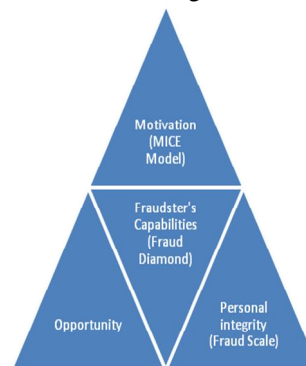 Motivation
(MICE
Model)
Fraudster's
Capabilities
(Fraud
Diamond)
Opportunity
Personal
integrity
(Fraud Scale)